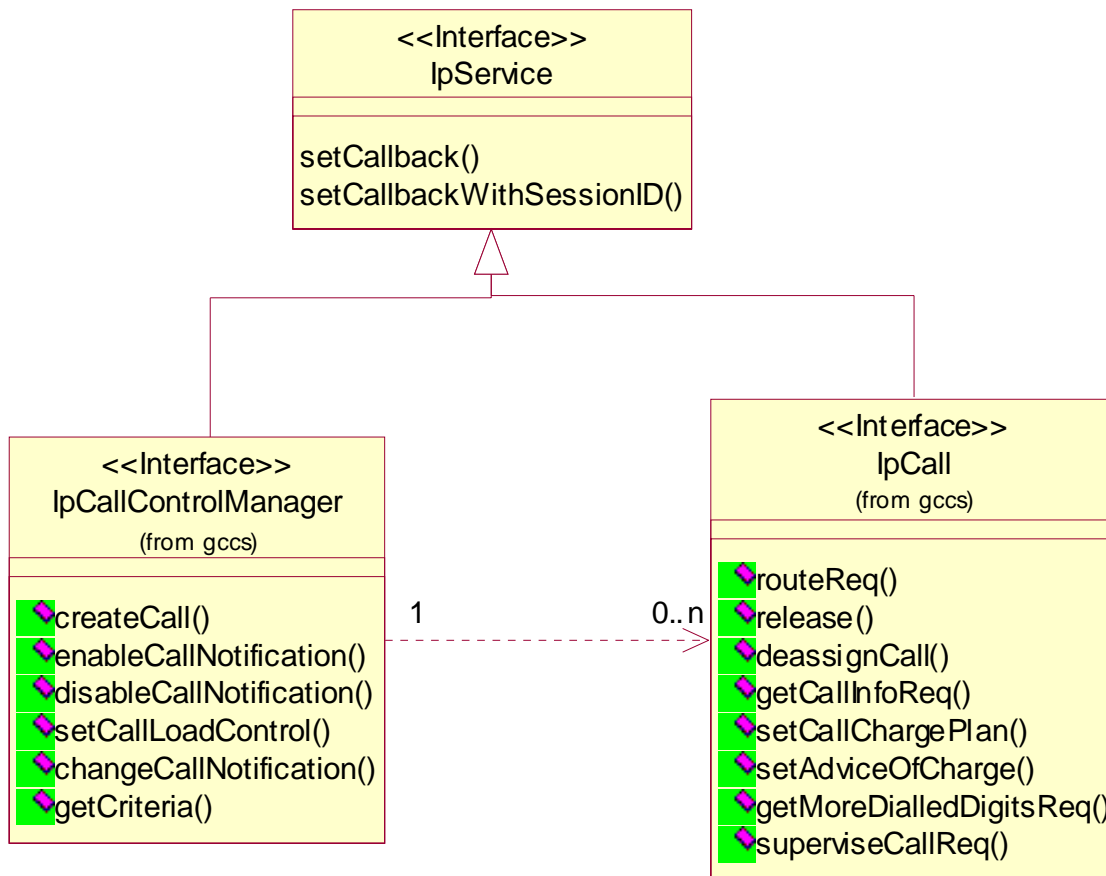 <<Interface>>
IpService
setCallback()
setCallbackWithSessionID()
<<Interface>>
IpCallControlManager
(from gccs)
createCall()
enableCallNotification()
disableCallNotification()
setCallLoadControl()
changeCallNotification()
getCriteria()
1
0..n
<<Interface>>
IpCall
(from gccs)
routeReq()
release()
deassignCall()
getCallInfoReq()
setCallChargePlan()
setAdviceOfCharge()
getMoreDialledDigitsReq()
superviseCallReq()